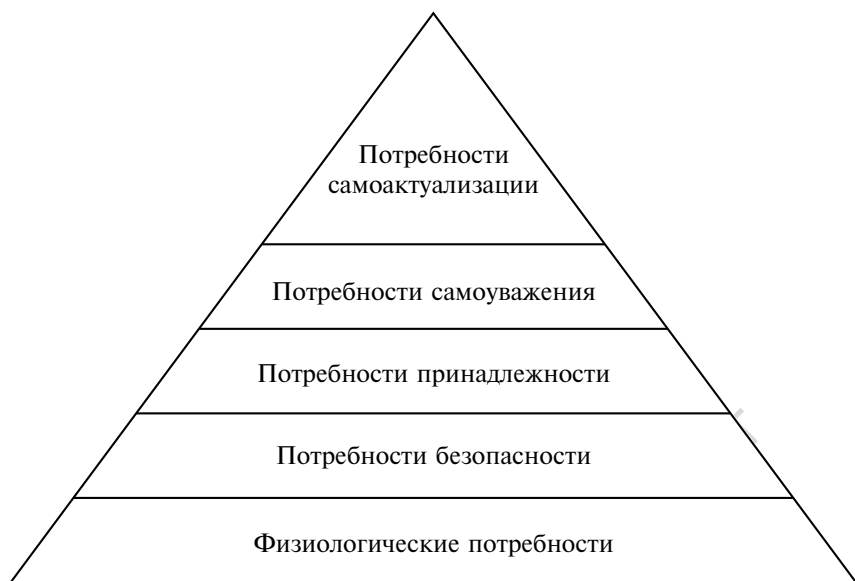 Потребности
самоактуализации
Потребности самоуважения
Потребности принадлежности
Потребности безопасности
Физиологические потребности